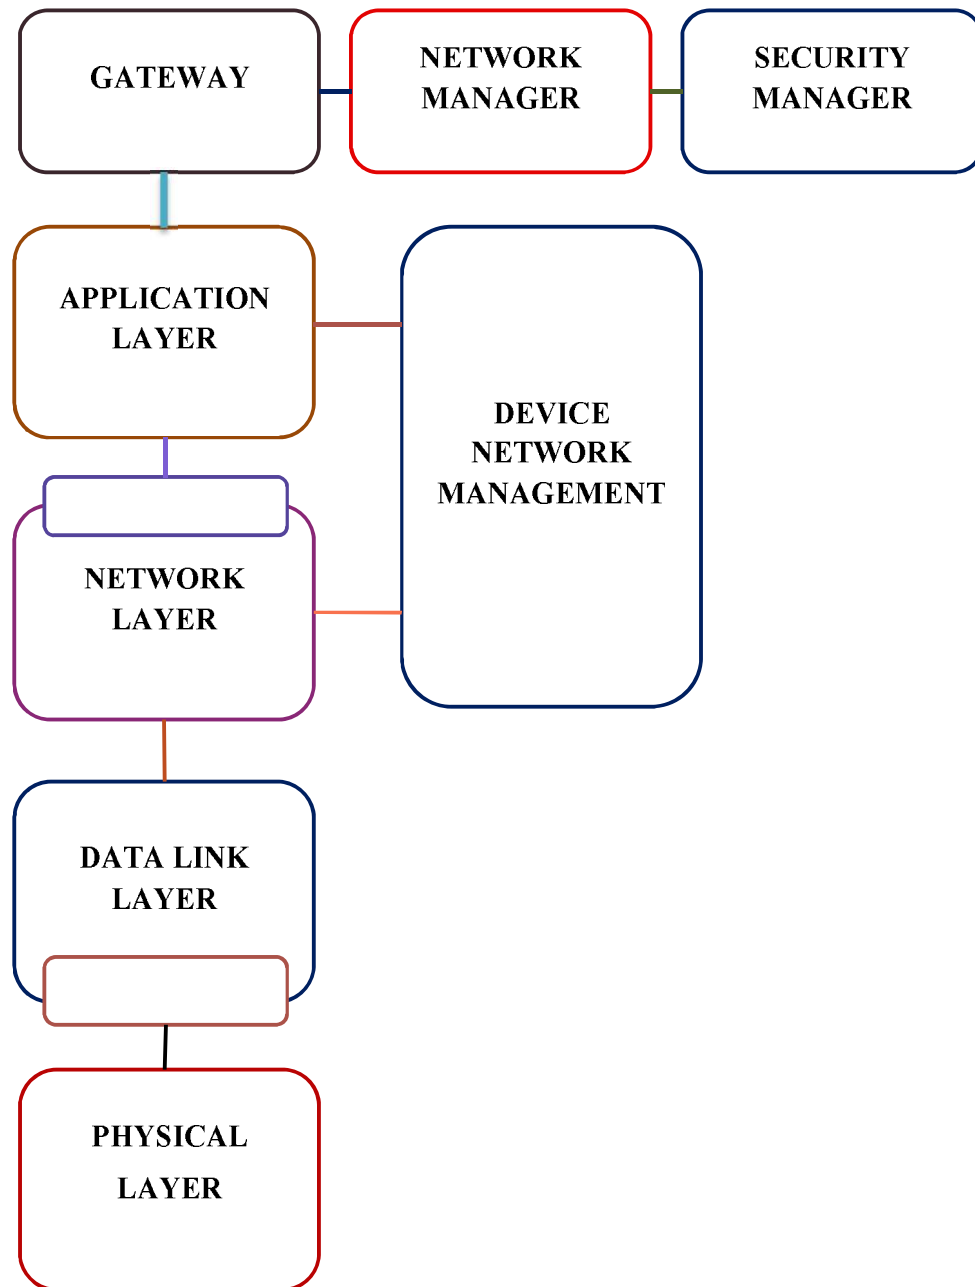 GATEWAY
NETWORK
MANAGER
SECURITY
MANAGER
APPLICATION
LAYER
DEVICE
NETWORK
MANAGEMENT
NETWORK
LAYER
DATA LINK
LAYER
PHYSICAL
LAYER